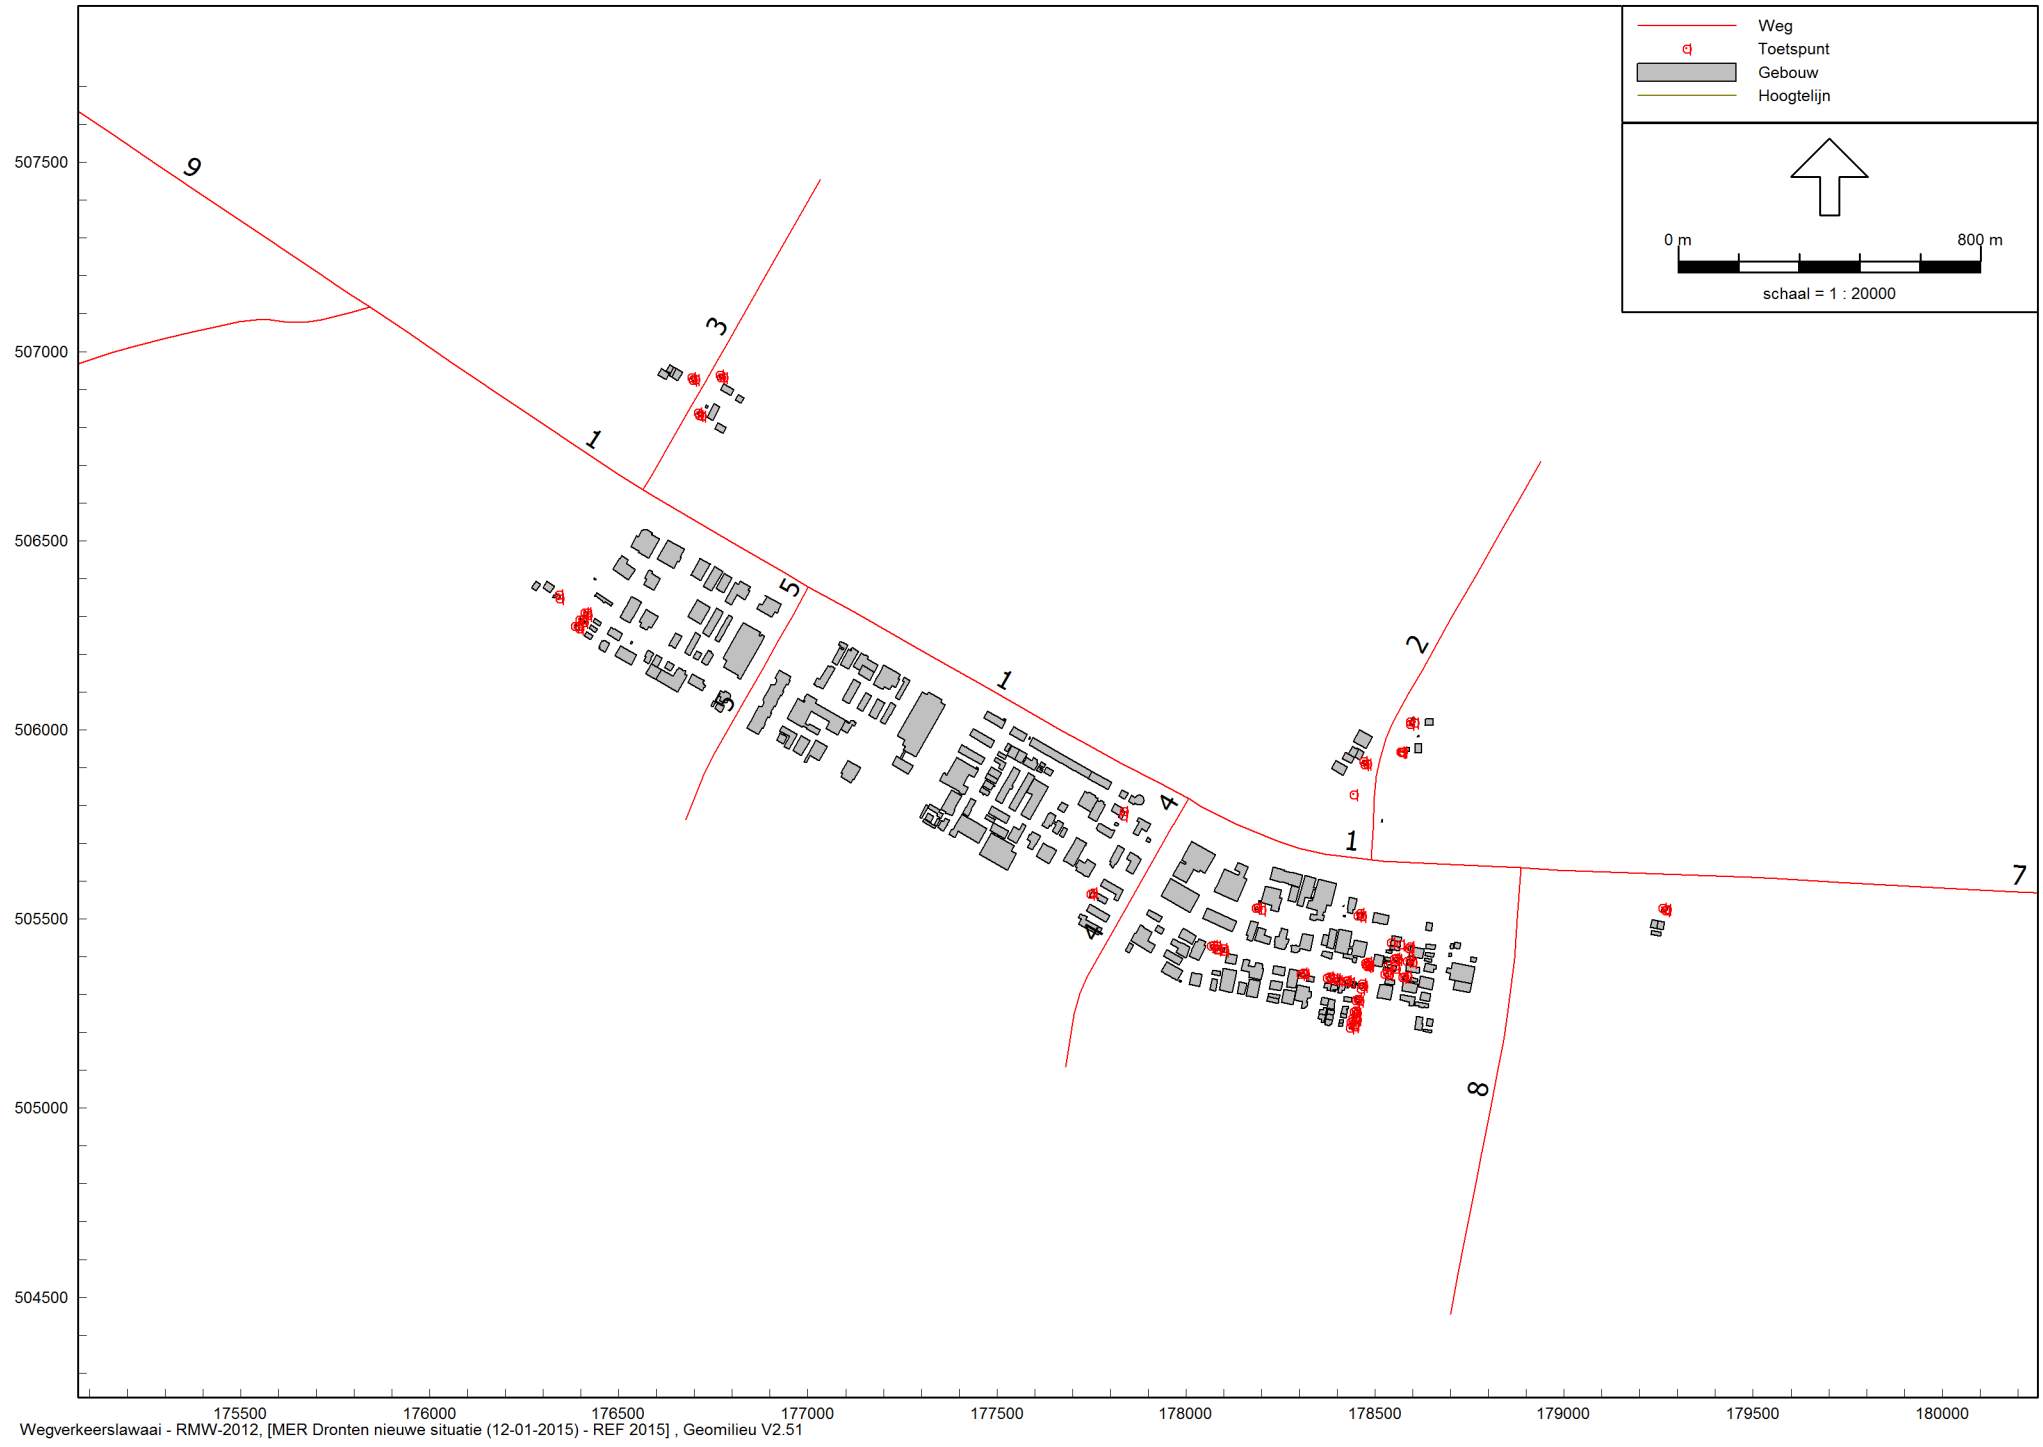 Weg
Toetspunt
Gebouw
Hoogtelijn
0 m 800 m
schaal = 1 : 20000
507500
507000
506500
506000
505500
505000
504500
9
3
1
5
5
1
2
4
4
1
7
8
175500 176000 176500 177000 177500 178000 178500 179000 179500 180000
Wegverkeerslawaai - RMW-2012, [MER Dronten nieuwe situatie (12-01-2015) - REF 2015] , Geomilieu V2.51